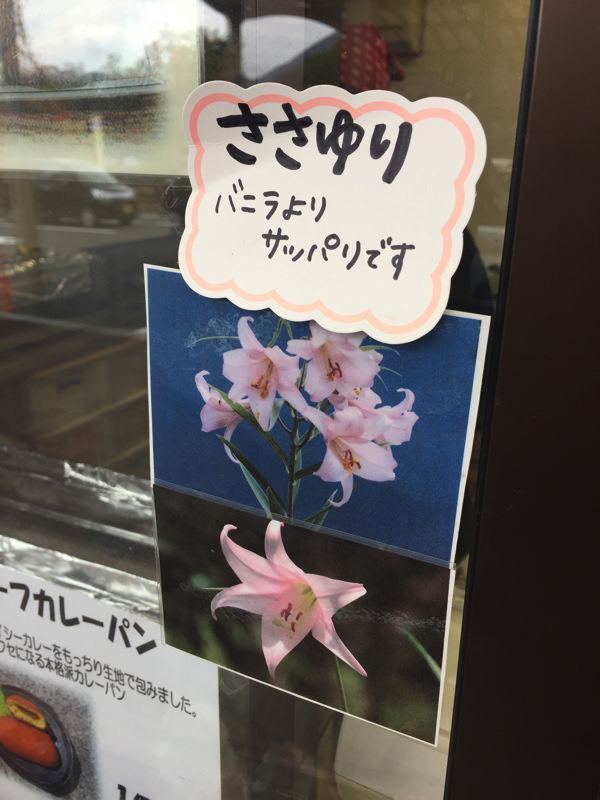 ささゆり
バニラより
サッパリです
ーフカレーパン
シーカレーをもっちり生地で包みました。
セになる本格派カレーパン